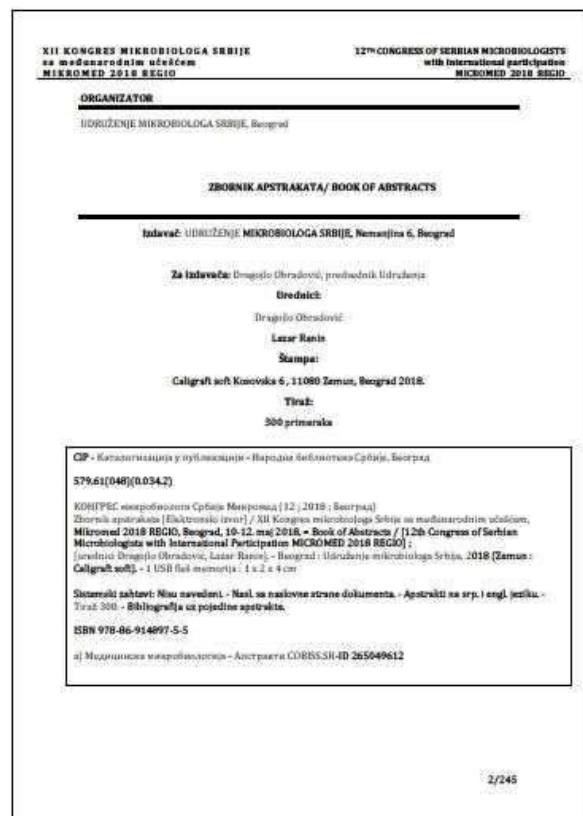 XII KONGRES MIKROBIOLOGA SRBIJE
sa međunarodnim učešćem
MIKROMED 2018 REGIO
12TH CONGRESS OF SERBIAN MICROBIOLOGISTS
with international participation
MICROMED 2018 REGIO
ORGANIZATOR
UDRUŽENJE MIKROBIOLOGA SRBIJE, Beograd
ZBORNIK APSTRAKATA/ BOOK OF ABSTRACTS
Izdavač: UDRUŽENJE MIKROBIOLOGA SRBIJE, Nemanjina 6, Beograd
Za izdavača: Dragojlo Obradović, predsednik Udruženja
Urednici:
Dragojlo Obradović
Lazar Ranin
Štampa:
Caligraft soft Kosovska 6, 11080 Zemun, Beograd 2018.
Tiraž:
300 primeraka
CIP - Каталогизација у публикацији - Народна библиотека Србије, Београд
579.61(048)(0.034.2)
КОНГРЕС микробиолога Србије Микромед (12 ; 2018 ; Београд)
Zbornik apstrakata [Elektronski izvor] / XII Kongres mikrobiologa Srbije sa međunarodnim učešćem,
Mikromed 2018 REGIO, Beograd, 10-12. maj 2018. = Book of Abstracts / [12th Congress of Serbian
Microbiologists with International Participation MICROMED 2018 REGIO] ;
[urednici Dragojlo Obradović, Lazar Ranin]. - Beograd : Udruženje mikrobiologa Srbije, 2018 (Zemun :
Caligraft soft). - 1 USB fleš memorija : 1 x 2 x 4 cm
Sistemski zahtevi: Nisu navedeni. - Nasl. sa naslovne strane dokumenta. - Apstrakti na srp. i engl. jeziku. -
Tiraž 300. - Bibliografija uz pojedine apstrakte.
ISBN 978-86-914897-5-5
a) Медицинска микробиологија - Апстракти COBISS.SR-ID 265049612
2/245